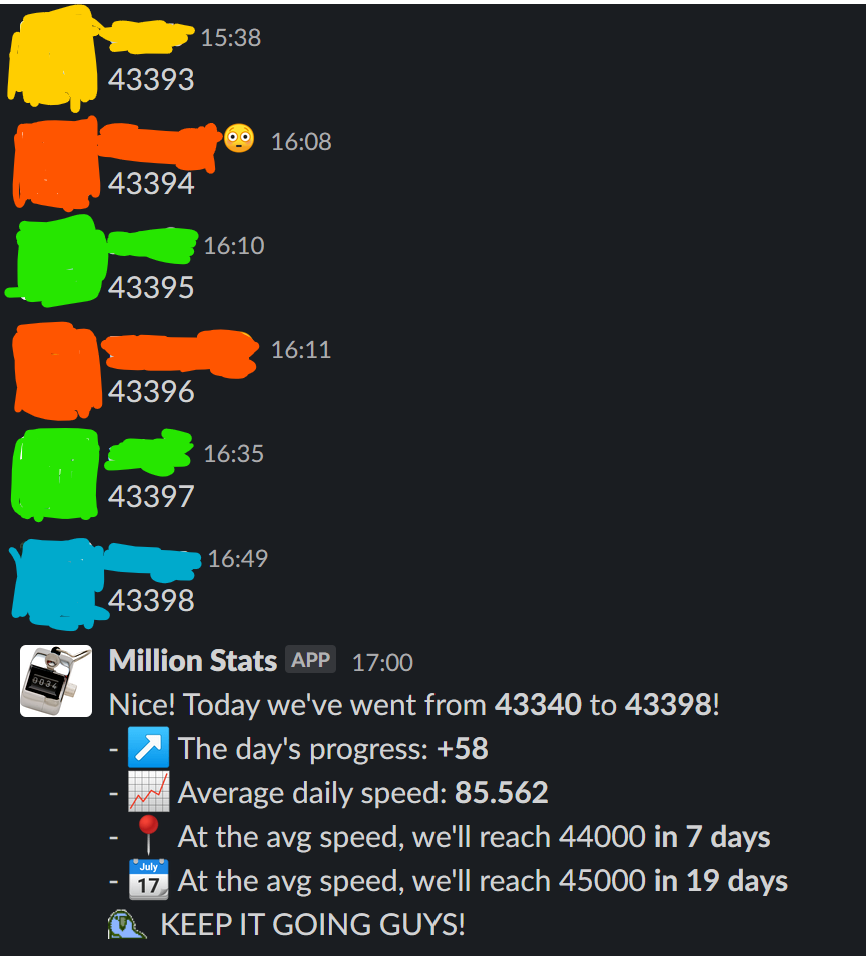 15:38
43393
😳 16:08
43394
16:10
43395
16:11
43396
16:35
43397
16:49
43398
Million Stats APP 17:00
Nice! Today we've went from 43340 to 43398!
- ↗️ The day's progress: +58
- 📈 Average daily speed: 85.562
- 📍 At the avg speed, we'll reach 44000 in 7 days
- 📅 At the avg speed, we'll reach 45000 in 19 days
KEEP IT GOING GUYS!